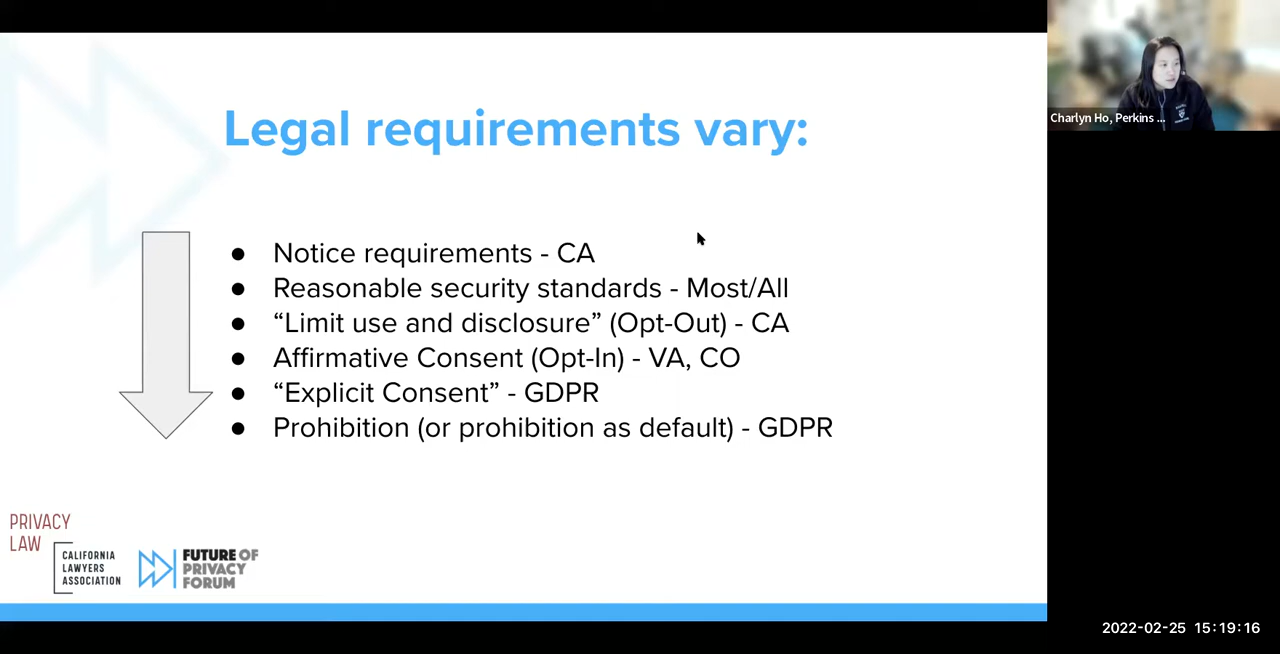 Legal requirements vary:
● Notice requirements - CA
● Reasonable security standards - Most/All
● “Limit use and disclosure” (Opt-Out) - CA
● Affirmative Consent (Opt-In) - VA, CO
● “Explicit Consent” - GDPR
● Prohibition (or prohibition as default) - GDPR
PRIVACY
LAW
CALIFORNIA
LAWYERS
ASSOCIATION
FUTURE OF
PRIVACY
FORUM
Charlyn Ho, Perkins ...
2022-02-25 15:19:16